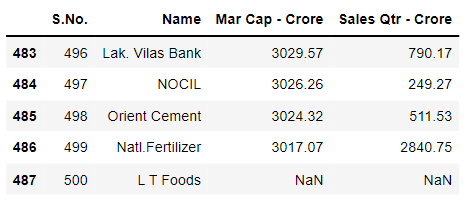 S.No. Name Mar Cap - Crore Sales Qtr - Crore
483 496 Lak. Vilas Bank 3029.57 790.17
484 497 NOCIL 3026.26 249.27
485 498 Orient Cement 3024.32 511.53
486 499 Natl.Fertilizer 3017.07 2840.75
487 500 L T Foods NaN NaN